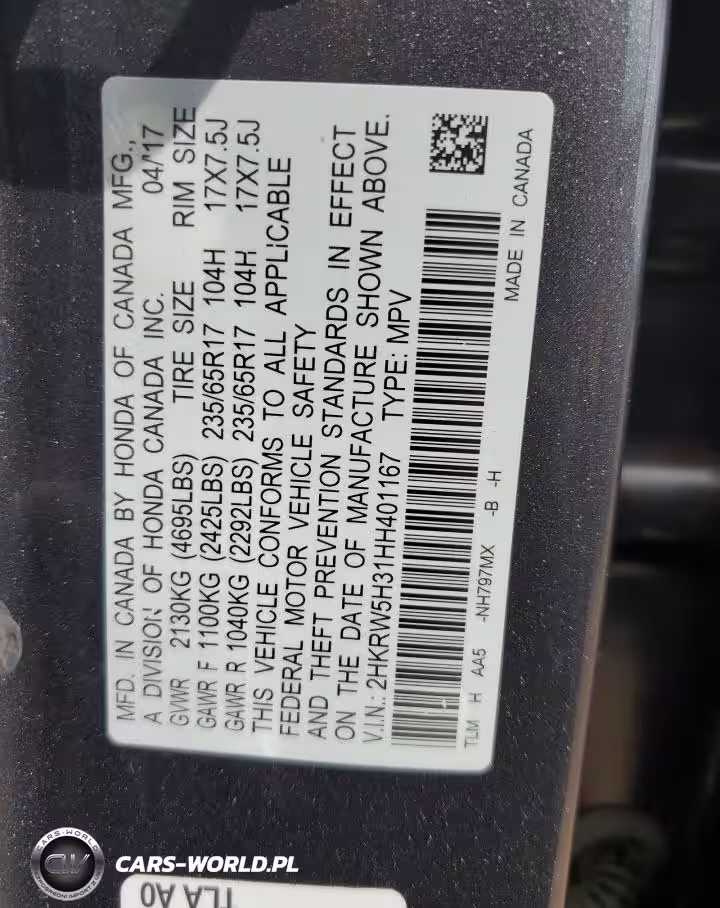 MFD. IN CANADA BY HONDA OF CANADA MFG.,
A DIVISION OF HONDA CANADA INC. 04/17
GVWR 2130KG (4695LBS) TIRE SIZE RIM SIZE
GAWR F 1100KG (2425LBS) 235/65R17 104H 17X7.5J
GAWR R 1040KG (2292LBS) 235/65R17 104H 17X7.5J
THIS VEHICLE CONFORMS TO ALL APPLICABLE
FEDERAL MOTOR VEHICLE SAFETY
AND THEFT PREVENTION STANDARDS IN EFFECT
ON THE DATE OF MANUFACTURE SHOWN ABOVE.
V.I.N.: 2HKRW5H31HH401167 TYPE: MPV
TLM H AA5 -NH797MX -B -H
MADE IN CANADA
CARS-WORLD
CW
CARS-WORLD.PL
TLA A0